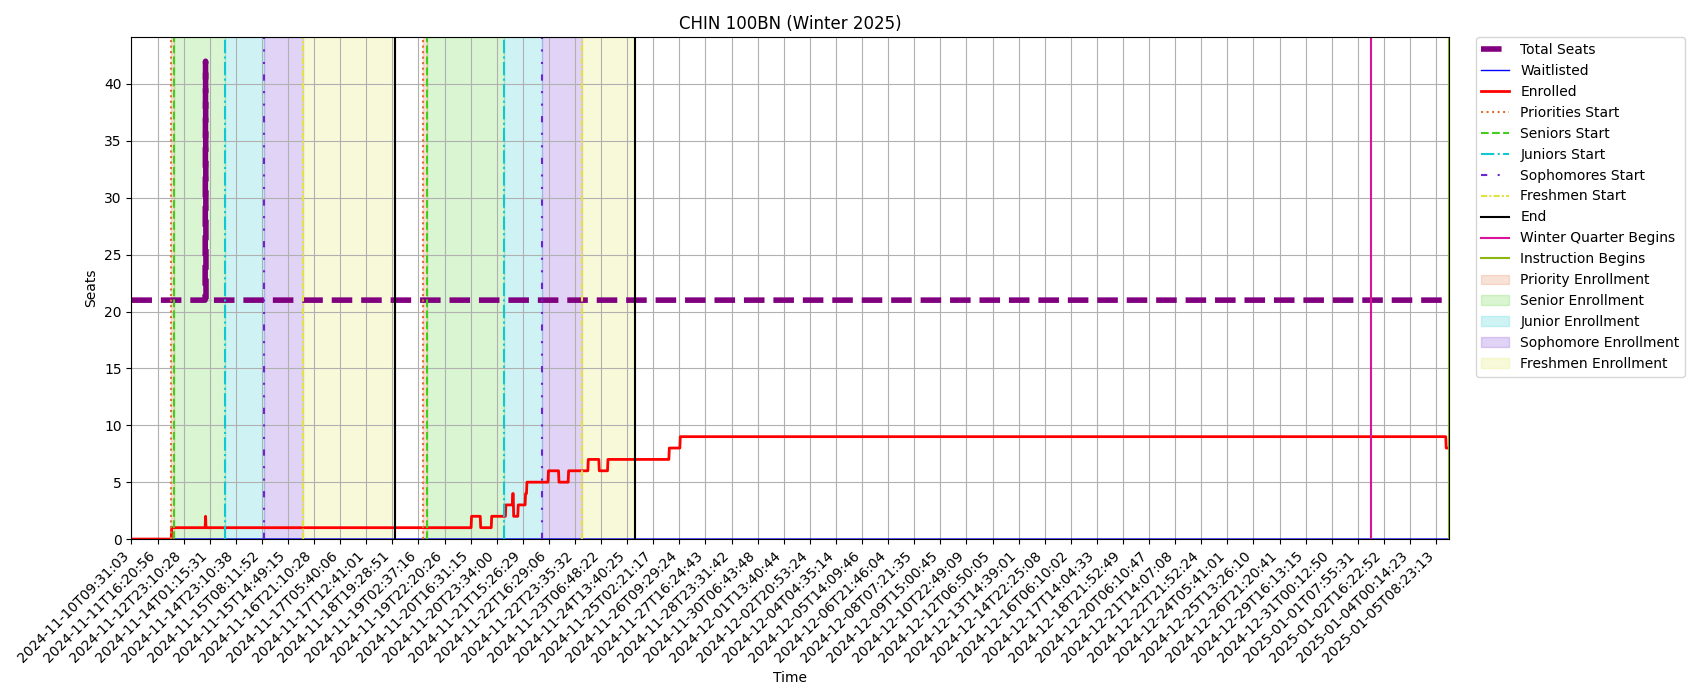 CHIN 100BN (Winter 2025)
Seats
40
35
30
25
20
15
10
5
0
2024-11-10T09:31:03
2024-11-11T16:20:56
2024-11-12T23:10:28
2024-11-14T01:15:31
2024-11-14T23:10:38
2024-11-15T08:11:52
2024-11-15T14:49:15
2024-11-16T21:10:28
2024-11-17T05:40:06
2024-11-17T12:41:01
2024-11-18T19:28:51
2024-11-19T02:37:16
2024-11-19T22:20:26
2024-11-20T16:31:15
2024-11-20T23:34:00
2024-11-21T15:26:29
2024-11-22T16:29:06
2024-11-22T23:35:32
2024-11-23T06:48:22
2024-11-24T13:40:25
2024-11-25T02:21:17
2024-11-26T09:29:24
2024-11-27T16:24:43
2024-11-28T23:31:42
2024-11-30T06:43:48
2024-12-01T13:40:44
2024-12-02T20:53:24
2024-12-04T04:35:14
2024-12-05T14:09:46
2024-12-06T21:46:04
2024-12-08T07:21:35
2024-12-09T15:00:45
2024-12-10T22:49:09
2024-12-12T06:50:05
2024-12-13T14:39:01
2024-12-14T22:25:08
2024-12-16T06:10:02
2024-12-17T14:04:33
2024-12-18T21:52:49
2024-12-20T06:10:47
2024-12-21T14:07:08
2024-12-22T21:52:24
2024-12-24T05:41:01
2024-12-25T13:26:10
2024-12-26T21:20:41
2024-12-29T16:13:15
2024-12-31T00:12:50
2025-01-01T07:55:31
2025-01-02T16:22:52
2025-01-04T00:14:23
2025-01-05T08:23:13
Time
Total Seats
Waitlisted
Enrolled
Priorities Start
Seniors Start
Juniors Start
Sophomores Start
Freshmen Start
End
Winter Quarter Begins
Instruction Begins
Priority Enrollment
Senior Enrollment
Junior Enrollment
Sophomore Enrollment
Freshmen Enrollment